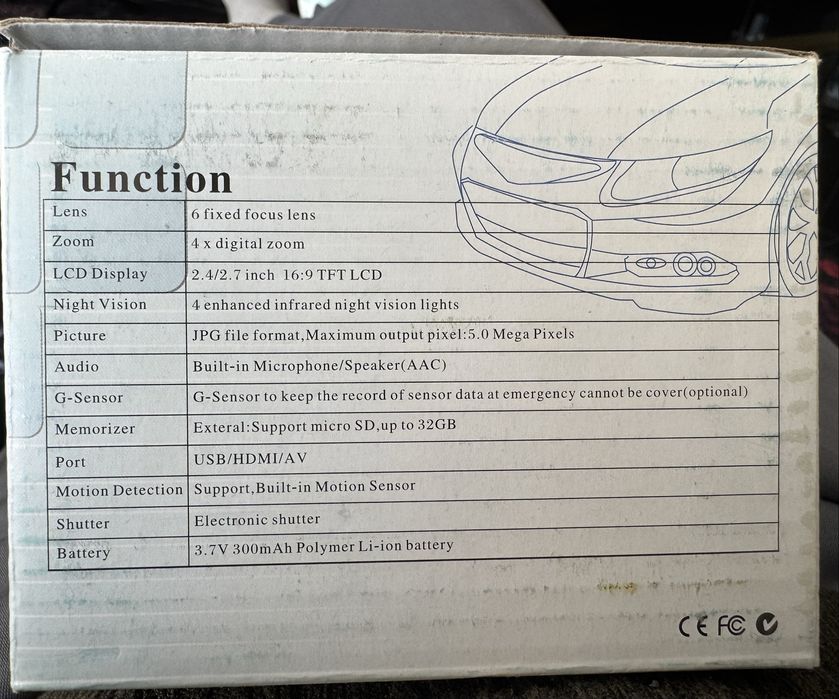 Function
Lens 6 fixed focus lens
Zoom 4 x digital zoom
LCD Display 2.4/2.7 inch 16:9 TFT LCD
Night Vision 4 enhanced infrared night vision lights
Picture JPG file format,Maximum output pixel:5.0 Mega Pixels
Audio Built-in Microphone/Speaker(AAC)
G-Sensor G-Sensor to keep the record of sensor data at emergency cannot be cover(optional)
Memorizer Exteral:Support micro SD,up to 32GB
Port USB/HDMI/AV
Motion Detection Support,Built-in Motion Sensor
Shutter Electronic shutter
Battery 3.7V 300mAh Polymer Li-ion battery
CE FC